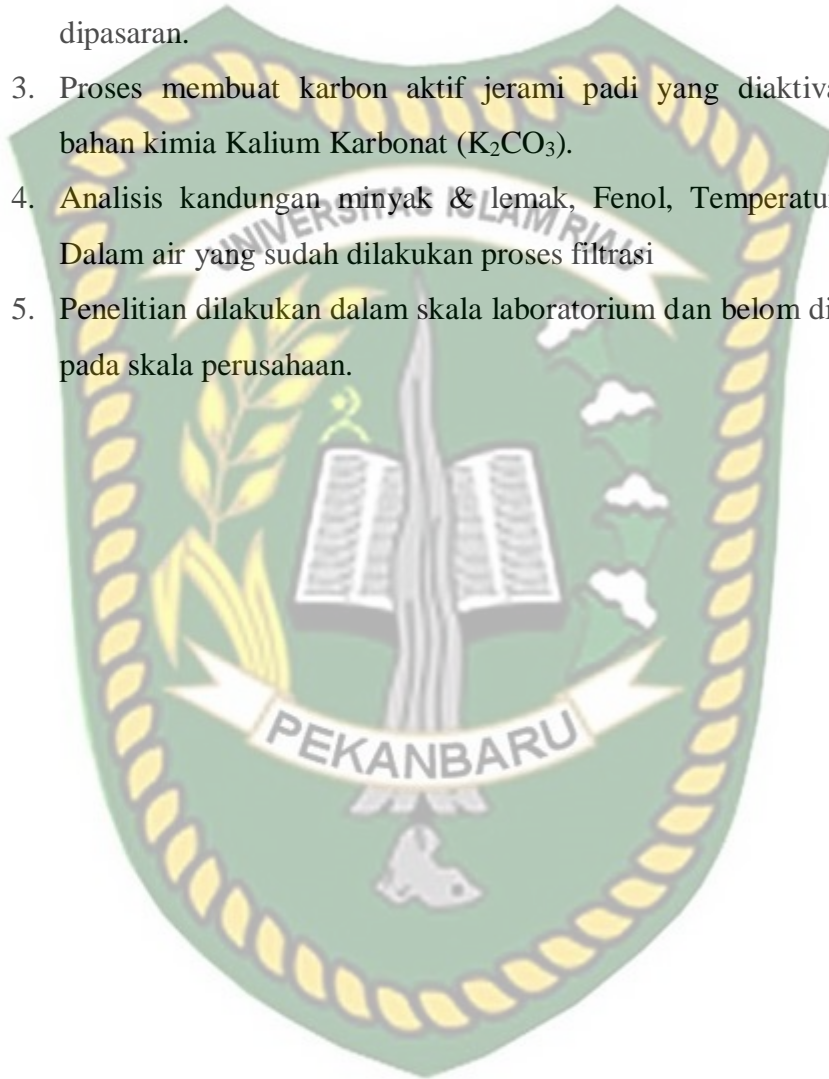 dipasaran.
3. Proses membuat karbon aktif jerami padi yang diaktiva
bahan kimia Kalium Karbonat (K₂CO₃).
4. Analisis kandungan minyak & lemak, Fenol, Temperatu
Dalam air yang sudah dilakukan proses filtrasi
5. Penelitian dilakukan dalam skala laboratorium dan belom di
pada skala perusahaan.
UNIVERSITAS ISLAM RIAU
PEKANBARU